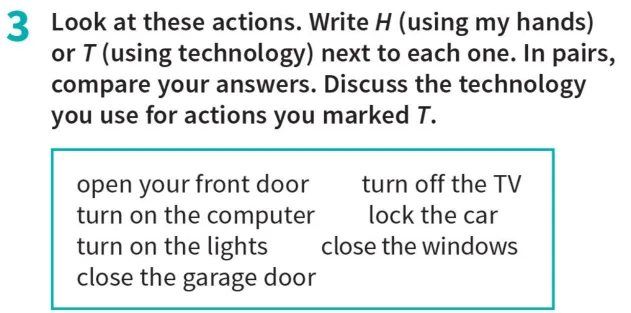 3 Look at these actions. Write H (using my hands)
or T (using technology) next to each one. In pairs,
compare your answers. Discuss the technology
you use for actions you marked T.
open your front door turn off the TV
turn on the computer lock the car
turn on the lights close the windows
close the garage door